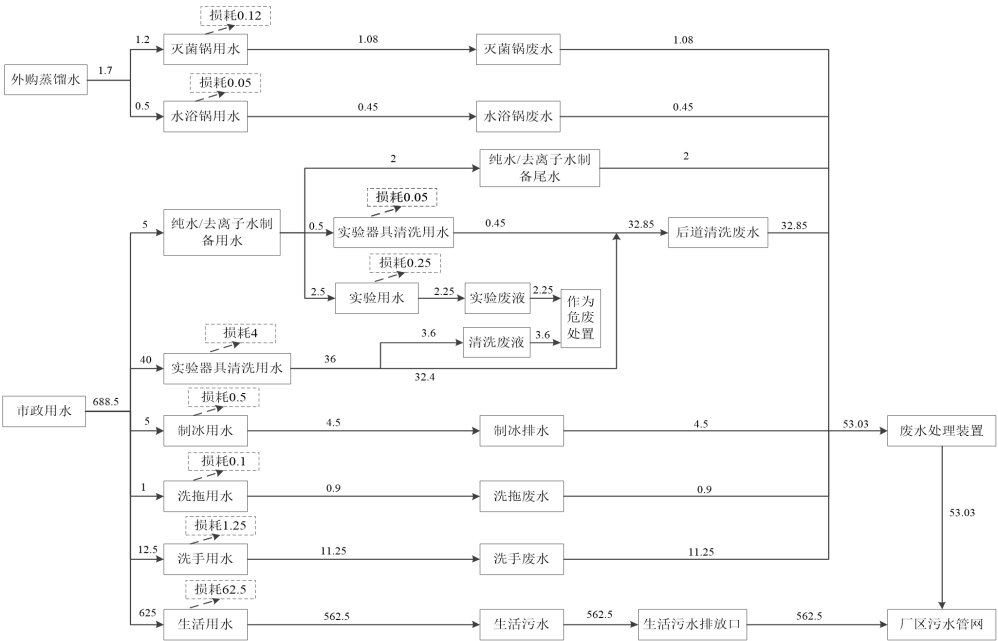 损耗0.12
1.2
灭菌锅用水
1.08
灭菌锅废水
1.08
外购蒸馏水
1.7
损耗0.05
0.5
水浴锅用水
0.45
水浴锅废水
0.45
2
纯水/去离子水制
备尾水
2
损耗0.05
5
纯水/去离子水制
备用水
0.5
实验器具清洗用水
0.45
32.85
后道清洗废水
32.85
损耗0.25
2.5
实验用水
2.25
实验废液
2.25
作为
危废
处置
损耗4
3.6
清洗废液
3.6
40
实验器具清洗用水
36
32.4
损耗0.5
市政用水
688.5
5
制冰用水
4.5
制冰排水
4.5
53.03
废水处理装置
损耗0.1
1
洗拖用水
0.9
洗拖废水
0.9
53.03
损耗1.25
12.5
洗手用水
11.25
洗手废水
11.25
损耗62.5
625
生活用水
562.5
生活污水
562.5
生活污水排放口
562.5
厂区污水管网